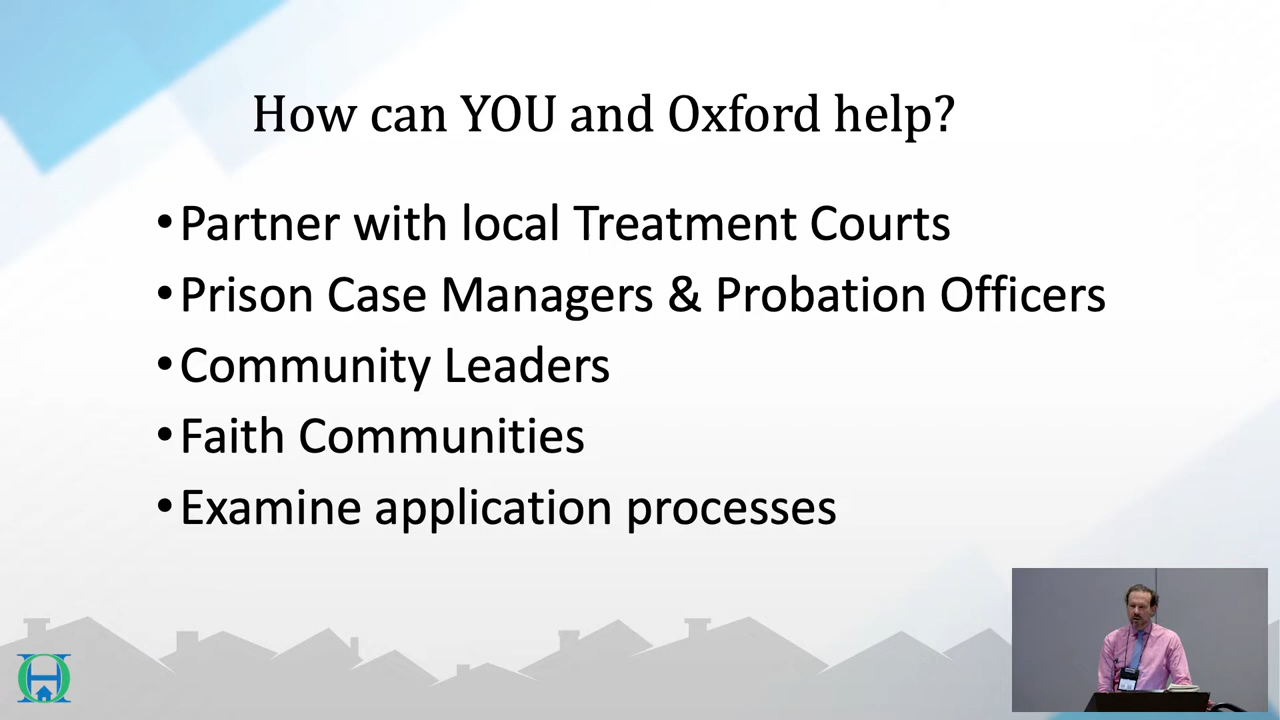 How can YOU and Oxford help?
•Partner with local Treatment Courts
•Prison Case Managers & Probation Officers
•Community Leaders
•Faith Communities
•Examine application processes